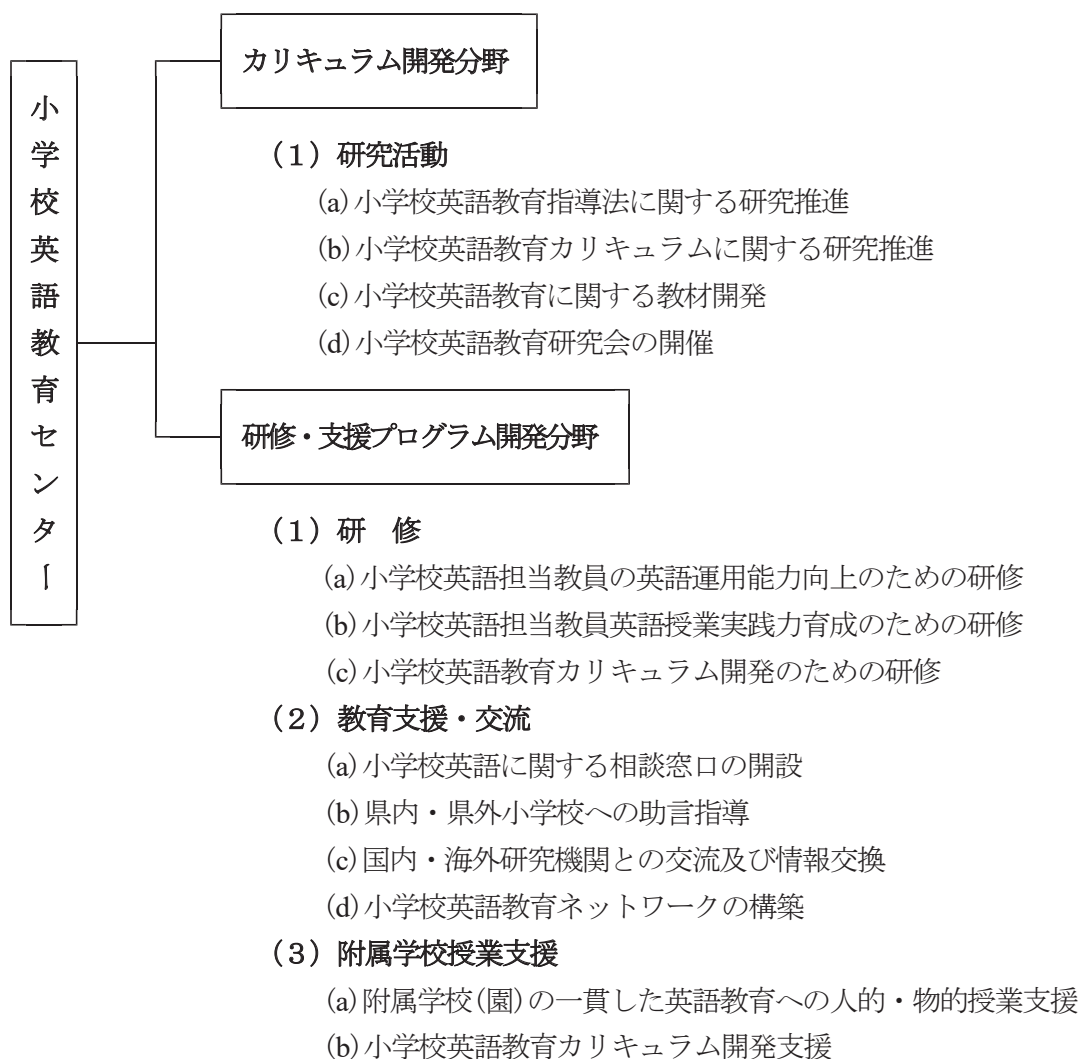 小学校英語教育センター
カリキュラム開発分野
（１）研究活動
(a)小学校英語教育指導法に関する研究推進
(b)小学校英語教育カリキュラムに関する研究推進
(c)小学校英語教育に関する教材開発
(d)小学校英語教育研究会の開催
研修・支援プログラム開発分野
（１）研　修
(a)小学校英語担当教員の英語運用能力向上のための研修
(b)小学校英語担当教員英語授業実践力育成のための研修
(c)小学校英語教育カリキュラム開発のための研修
（２）教育支援・交流
(a)小学校英語に関する相談窓口の開設
(b)県内・県外小学校への助言指導
(c)国内・海外研究機関との交流及び情報交換
(d)小学校英語教育ネットワークの構築
（３）附属学校授業支援
(a)附属学校(園)の一貫した英語教育への人的・物的授業支援
(b)小学校英語教育カリキュラム開発支援